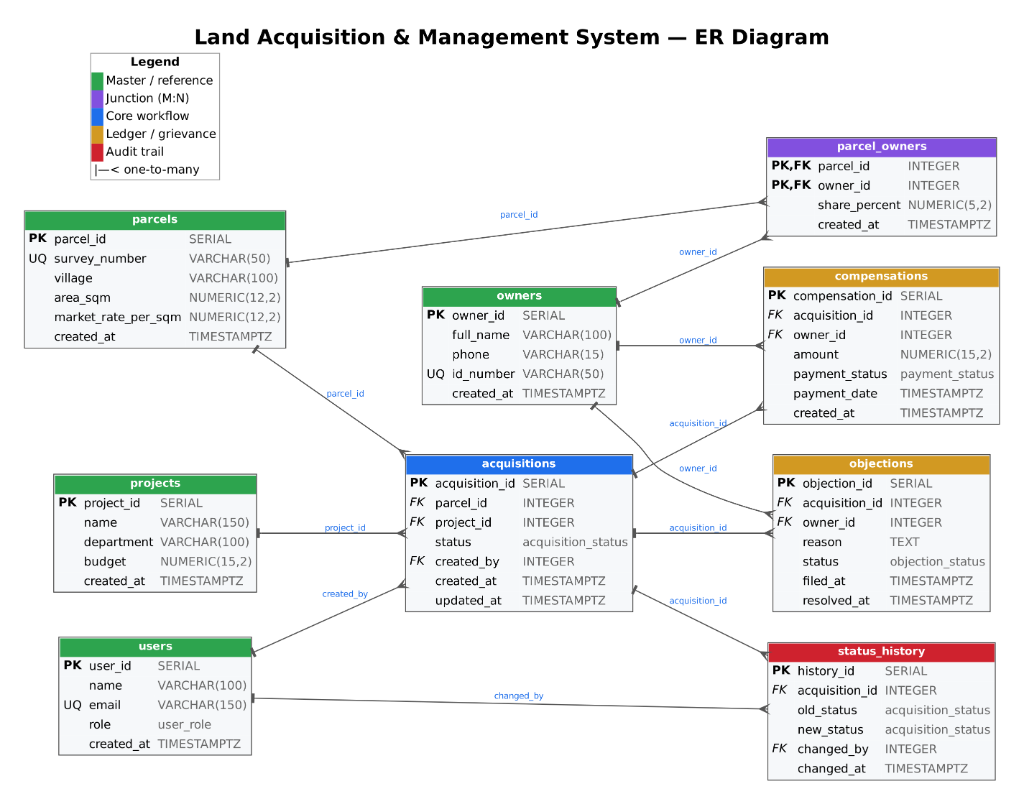 Land Acquisition & Management System — ER Diagram
Legend
Master / reference
Junction (M:N)
Core workflow
Ledger / grievance
Audit trail
|—< one-to-many
parcel_owners
PK,FK parcel_id INTEGER
PK,FK owner_id INTEGER
share_percent NUMERIC(5,2)
created_at TIMESTAMPTZ
parcels
PK parcel_id SERIAL
UQ survey_number VARCHAR(50)
village VARCHAR(100)
area_sqm NUMERIC(12,2)
market_rate_per_sqm NUMERIC(12,2)
created_at TIMESTAMPTZ
parcel_id
owner_id
owners
PK owner_id SERIAL
full_name VARCHAR(100)
phone VARCHAR(15)
UQ id_number VARCHAR(50)
created_at TIMESTAMPTZ
compensations
PK compensation_id SERIAL
FK acquisition_id INTEGER
FK owner_id INTEGER
amount NUMERIC(15,2)
payment_status payment_status
payment_date TIMESTAMPTZ
created_at TIMESTAMPTZ
owner_id
parcel_id
acquisition_id
owner_id
projects
PK project_id SERIAL
name VARCHAR(150)
department VARCHAR(100)
budget NUMERIC(15,2)
created_at TIMESTAMPTZ
project_id
acquisitions
PK acquisition_id SERIAL
FK parcel_id INTEGER
FK project_id INTEGER
status acquisition_status
FK created_by INTEGER
created_at TIMESTAMPTZ
updated_at TIMESTAMPTZ
acquisition_id
objections
PK objection_id SERIAL
FK acquisition_id INTEGER
FK owner_id INTEGER
reason TEXT
status objection_status
filed_at TIMESTAMPTZ
resolved_at TIMESTAMPTZ
created_by
acquisition_id
users
PK user_id SERIAL
name VARCHAR(100)
UQ email VARCHAR(150)
role user_role
created_at TIMESTAMPTZ
changed_by
status_history
PK history_id SERIAL
FK acquisition_id INTEGER
old_status acquisition_status
new_status acquisition_status
FK changed_by INTEGER
changed_at TIMESTAMPTZ